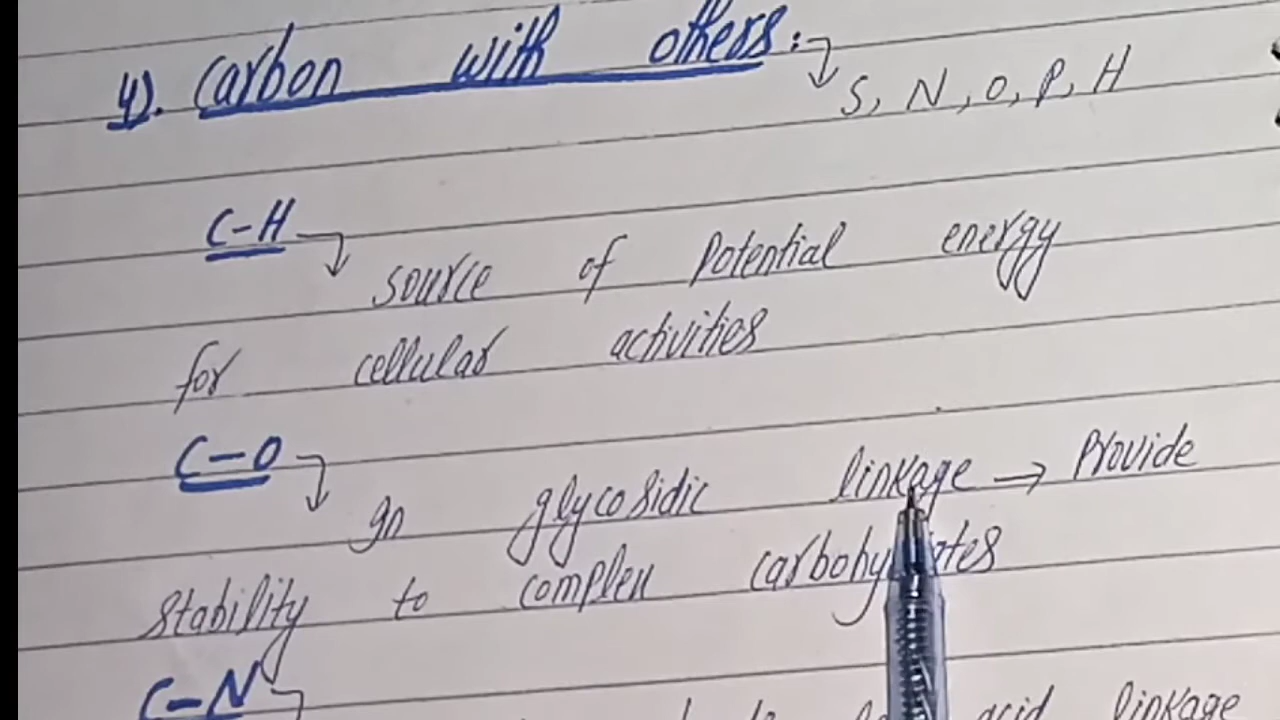 4). Carbon with others:→ S, N, O, P, H
C-H → source of Potential energy
for cellular activities
C-O → In glycosidic linkage → Provide
stability to complex
C-N → acid linkage